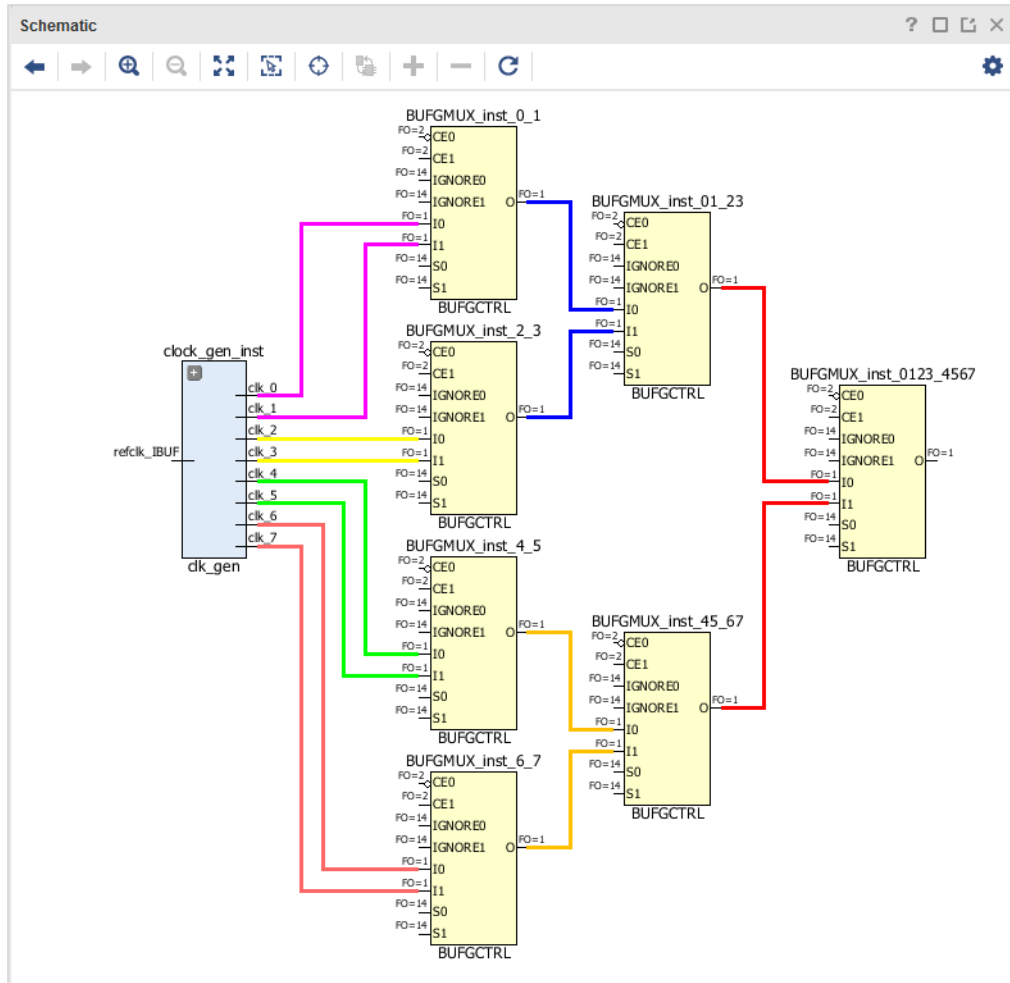 Schematic
?
BUFGMUX_inst_0_1
FO=2 CE0
FO=2 CE1
FO=14 IGNORE0
FO=14 IGNORE1 O FO=1
FO=1 I0
FO=1 I1
FO=14 S0
FO=14 S1
BUFGCTRL
BUFGMUX_inst_01_23
FO=2 CE0
FO=2 CE1
FO=14 IGNORE0
FO=14 IGNORE1 O FO=1
FO=1 I0
FO=1 I1
FO=14 S0
FO=14 S1
BUFGCTRL
BUFGMUX_inst_2_3
FO=2 CE0
FO=2 CE1
FO=14 IGNORE0
FO=14 IGNORE1 O FO=1
FO=1 I0
FO=1 I1
FO=14 S0
FO=14 S1
BUFGCTRL
clock_gen_inst
clk_0
clk_1
clk_2
refclk_IBUF clk_3
clk_4
clk_5
clk_6
clk_7
clk_gen
BUFGMUX_inst_0123_4567
FO=2 CE0
FO=2 CE1
FO=14 IGNORE0
FO=14 IGNORE1 O FO=1
FO=1 I0
FO=1 I1
FO=14 S0
FO=14 S1
BUFGCTRL
BUFGMUX_inst_4_5
FO=2 CE0
FO=2 CE1
FO=14 IGNORE0
FO=14 IGNORE1 O FO=1
FO=1 I0
FO=1 I1
FO=14 S0
FO=14 S1
BUFGCTRL
BUFGMUX_inst_45_67
FO=2 CE0
FO=2 CE1
FO=14 IGNORE0
FO=14 IGNORE1 O FO=1
FO=1 I0
FO=1 I1
FO=14 S0
FO=14 S1
BUFGCTRL
BUFGMUX_inst_6_7
FO=2 CE0
FO=2 CE1
FO=14 IGNORE0
FO=14 IGNORE1 O FO=1
FO=1 I0
FO=1 I1
FO=14 S0
FO=14 S1
BUFGCTRL